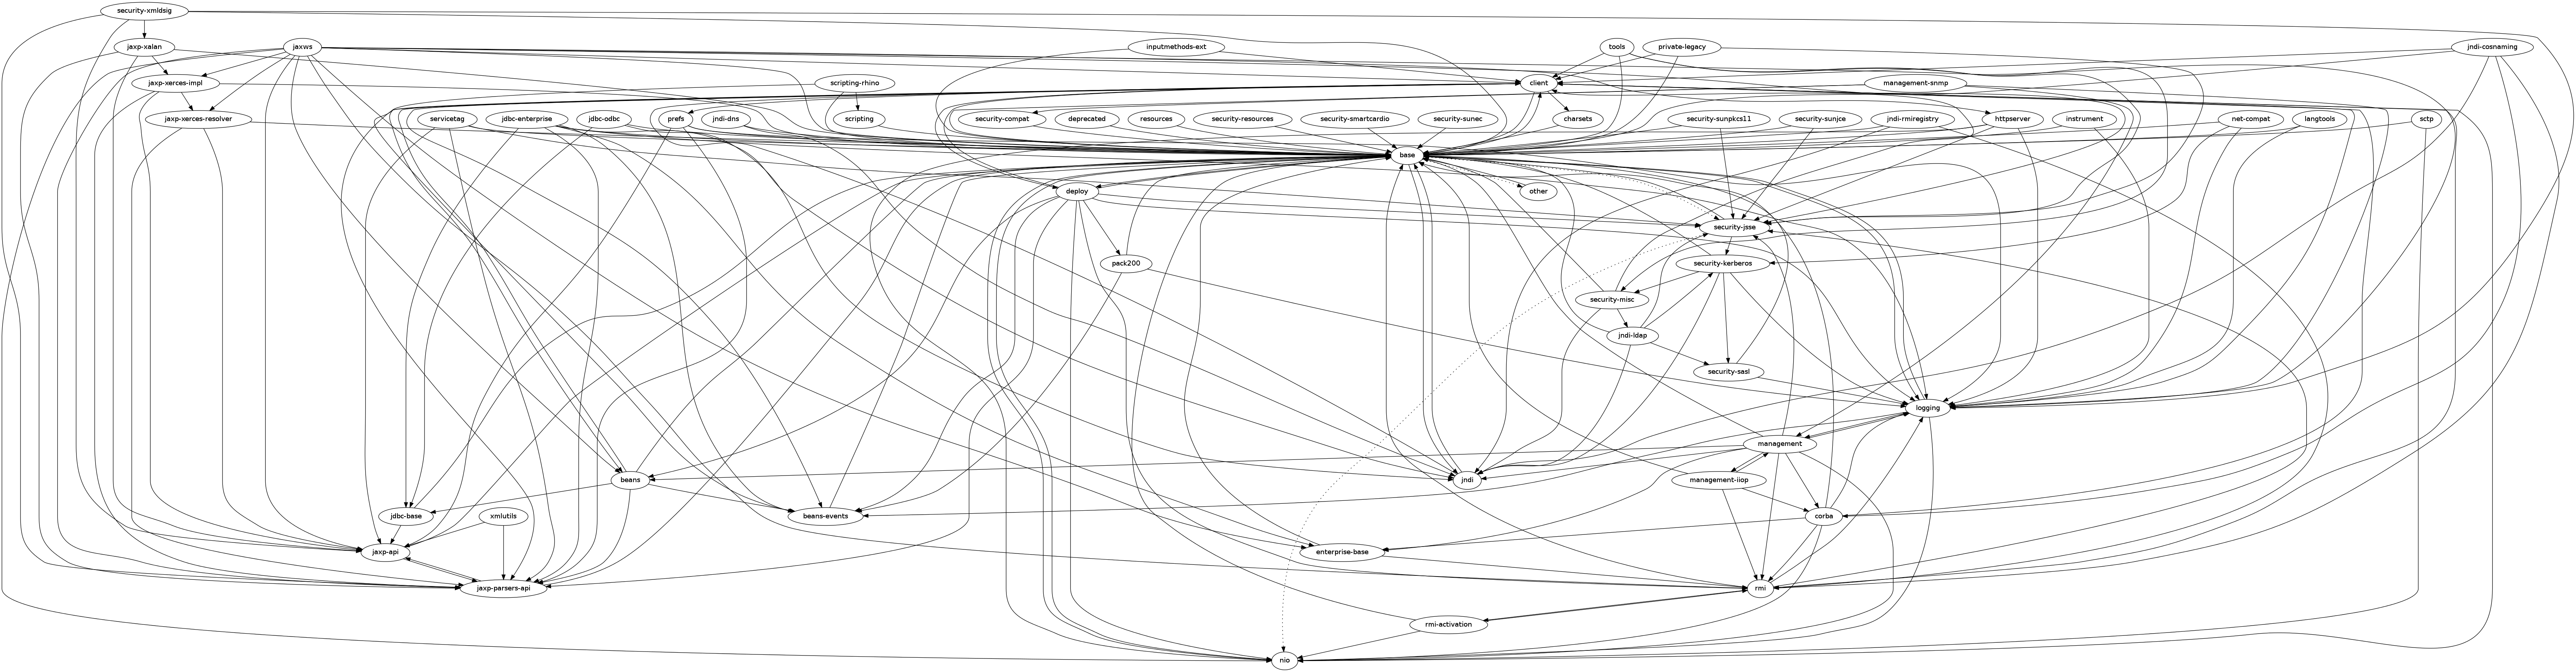 security-xmldsig
jaxp-xalan
jaxws
inputmethods-ext
tools
private-legacy
jndi-cosnaming
jaxp-xerces-impl
scripting-rhino
client
management-snmp
jaxp-xerces-resolver
servicetag
jdbc-enterprise
jdbc-odbc
prefs
jndi-dns
scripting
security-compat
deprecated
resources
security-resources
security-smartcardio
security-sunec
charsets
security-sunpkcs11
security-sunjce
jndi-rmiregistry
httpserver
instrument
net-compat
langtools
sctp
base
deploy
other
security-jsse
pack200
security-kerberos
security-misc
jndi-ldap
security-sasl
logging
management
beans
jndi
management-iiop
jdbc-base
xmlutils
beans-events
corba
jaxp-api
enterprise-base
jaxp-parsers-api
rmi
rmi-activation
nio